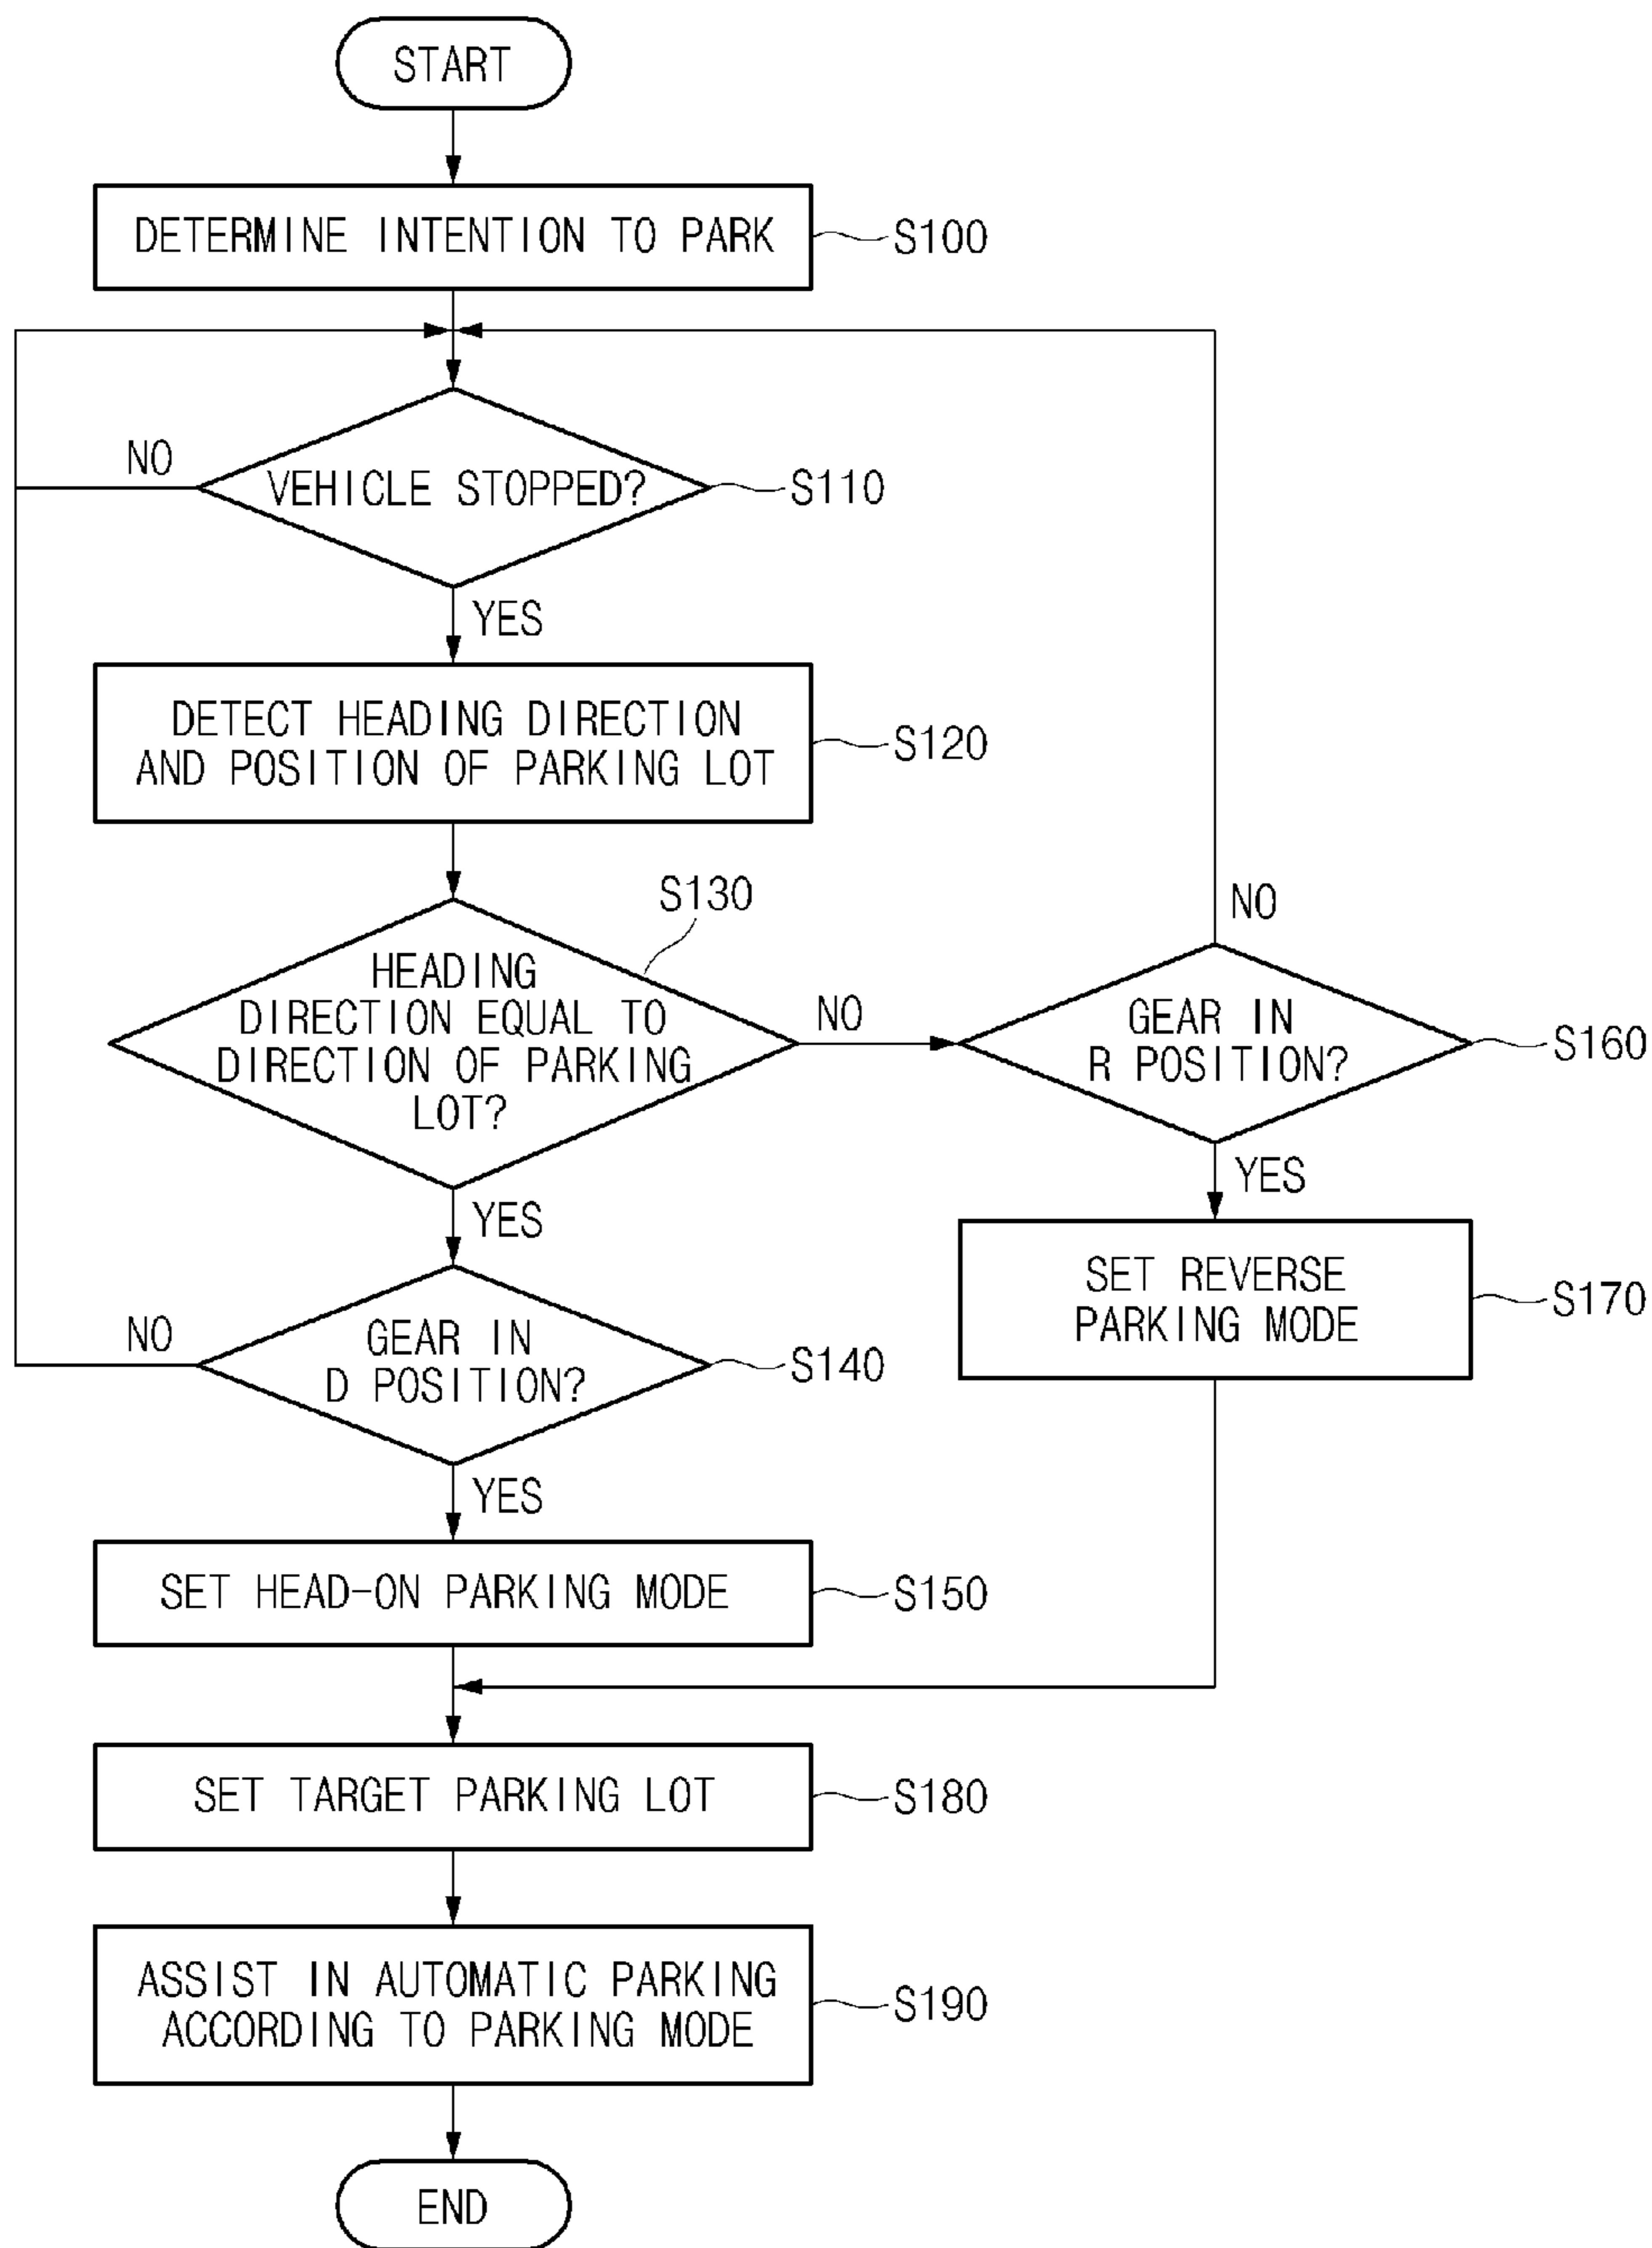 START
DETERMINE INTENTION TO PARK
S100
NO
VEHICLE STOPPED?
S110
YES
DETECT HEADING DIRECTION
AND POSITION OF PARKING LOT
S120
S130
HEADING
DIRECTION EQUAL TO
DIRECTION OF PARKING
LOT?
NO
NO
GEAR IN
R POSITION?
S160
YES
YES
SET REVERSE
PARKING MODE
S170
NO
GEAR IN
D POSITION?
S140
YES
SET HEAD-ON PARKING MODE
S150
SET TARGET PARKING LOT
S180
ASSIST IN AUTOMATIC PARKING
ACCORDING TO PARKING MODE
S190
END